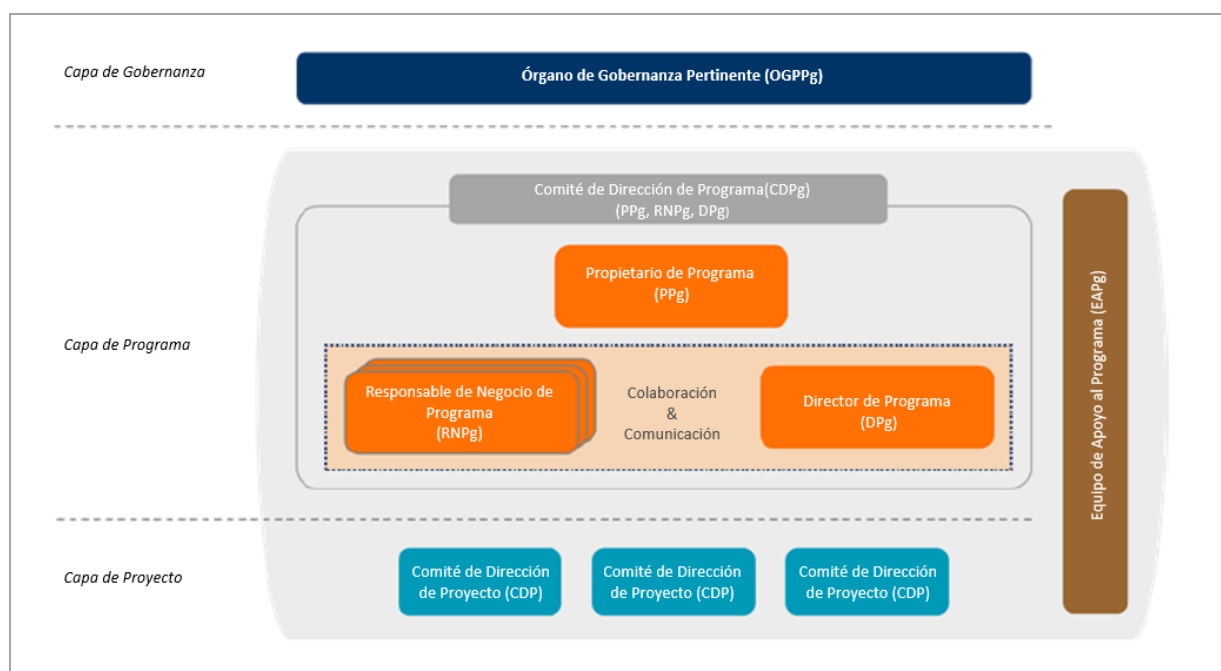 Capa de Gobernanza
Órgano de Gobernanza Pertinente (OGPPg)
Comité de Dirección de Programa(CDPg)
(PPg, RNPg, DPg)
Propietario de Programa
(PPg)
Capa de Programa
Responsable de Negocio de
Programa
(RNPg)
Colaboración
&
Comunicación
Director de Programa
(DPg)
Equipo de Apoyo al Programa (EAPg)
Capa de Proyecto
Comité de Dirección
de Proyecto (CDP)
Comité de Dirección
de Proyecto (CDP)
Comité de Dirección
de Proyecto (CDP)